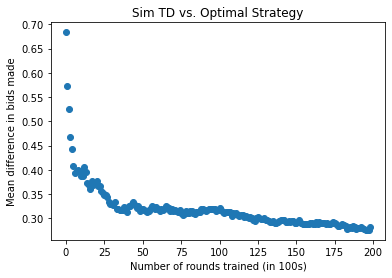 Sim TD vs. Optimal Strategy
0.70
0.65
0.60
0.55
0.50
0.45
0.40
0.35
0.30
Mean difference in bids made
0 25 50 75 100 125 150 175 200
Number of rounds trained (in 100s)